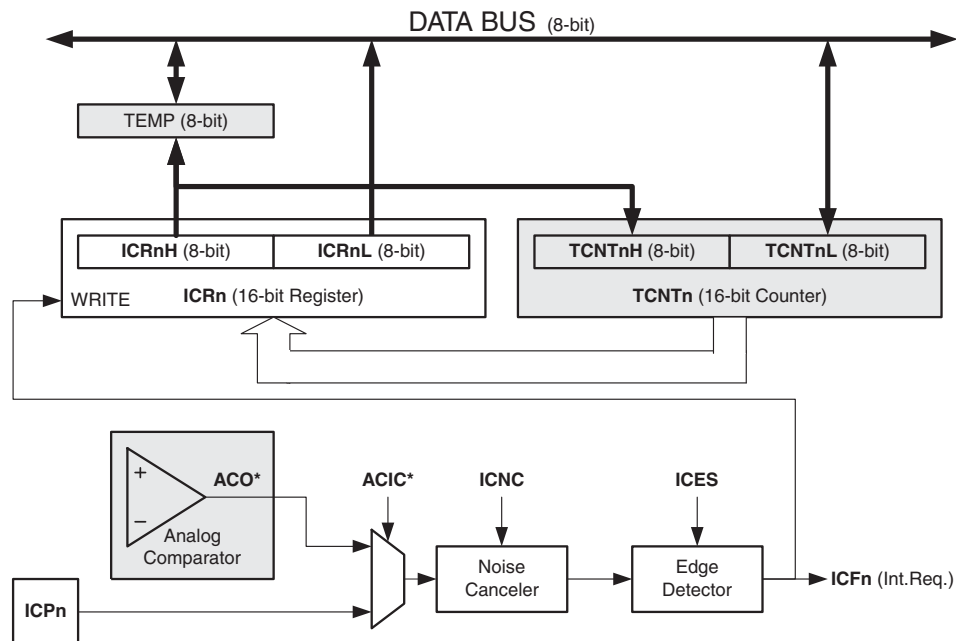 DATA BUS (8-bit)
TEMP (8-bit)
ICRnH (8-bit)
ICRnL (8-bit)
TCNTnH (8-bit)
TCNTnL (8-bit)
WRITE
ICRn (16-bit Register)
TCNTn (16-bit Counter)
+
−
ACO*
Analog
Comparator
ACIC*
ICNC
ICES
Noise
Canceler
Edge
Detector
ICFn (Int.Req.)
ICPn